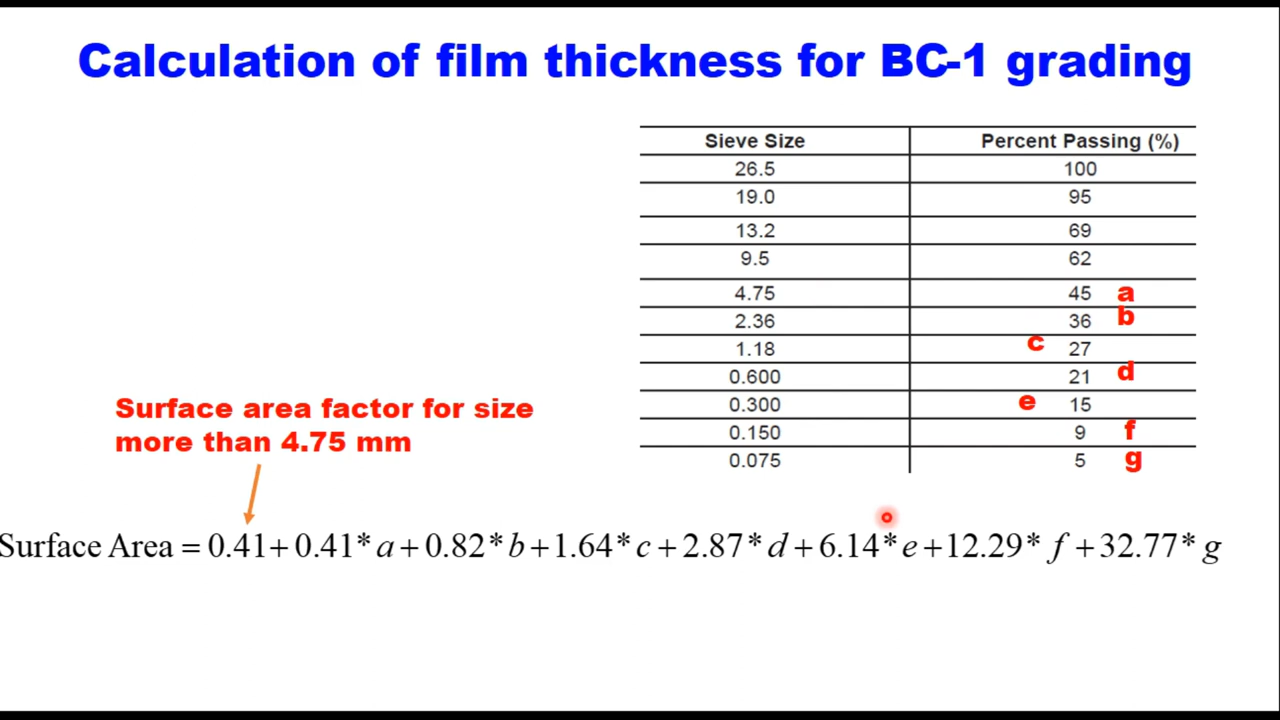 Calculation of film thickness for BC-1 grading
Sieve Size Percent Passing (%)
26.5 100
19.0 95
13.2 69
9.5 62
4.75 45 a
2.36 36 b
1.18 c 27
0.600 21 d
0.300 e 15
0.150 9 f
0.075 5 g
Surface area factor for size
more than 4.75 mm
Surface Area = 0.41+0.41* a+0.82*b+1.64*c+2.87*d+6.14*e+12.29* f +32.77* g